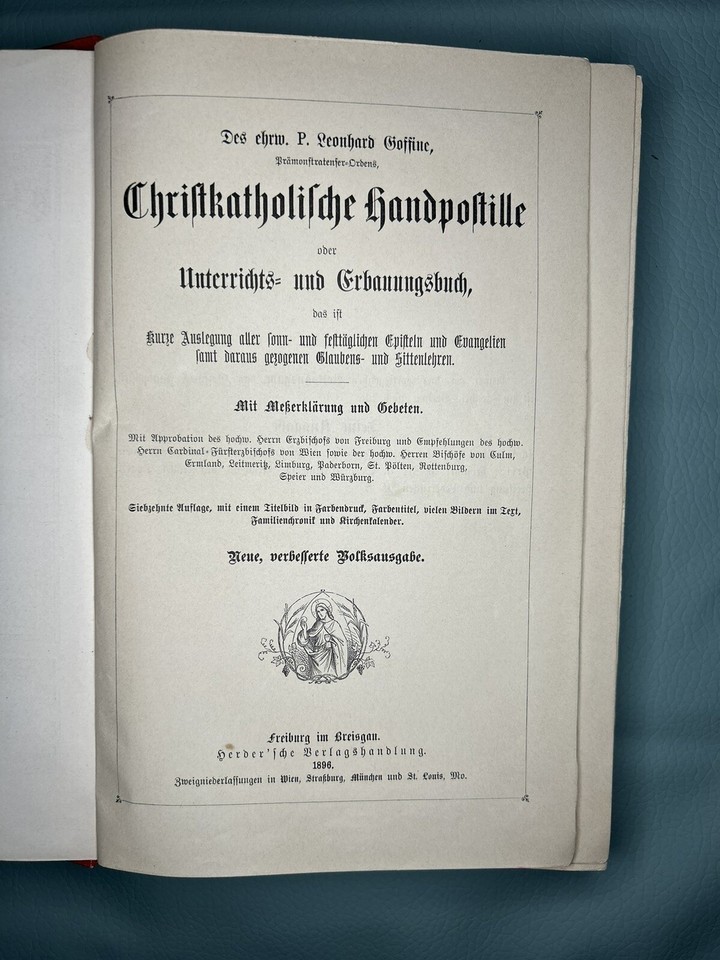 Des ehrw. P. Leonhard Goffine,
Prämonstratenser-Ordens,
Christkatholische Handpostille
oder
Unterrichts- und Erbauungsbuch,
das ist
Kurze Auslegung aller sonn- und festtäglichen Episteln und Evangelien
samt daraus gezogenen Glaubens- und Sittenlehren.
Mit Meßerklärung und Gebeten.
Mit Approbation des hochw. Herrn Erzbischofs von Freiburg und Empfehlungen des hochw.
Herrn Cardinal-Fürsterzbischofs von Wien sowie der hochw. Herren Bischöfe von Culm,
Ermland, Leitmeritz, Limburg, Paderborn, St. Pölten, Rottenburg,
Speier und Würzburg.
Siebzehnte Auflage, mit einem Titelbild in Farbendruck, Farbentitel, vielen Bildern im Text,
Familienchronik und Kirchenkalender.
Neue, verbesserte Volksausgabe.
Freiburg im Breisgau.
Herder'sche Verlagshandlung.
1896.
Zweigniederlassungen in Wien, Straßburg, München und St. Louis, Mo.